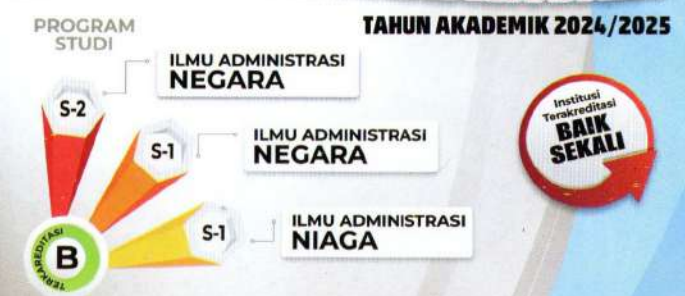 PROGRAM
STUDI
TAHUN AKADEMIK 2024/2025
S-2
ILMU ADMINISTRASI
NEGARA
S-1
ILMU ADMINISTRASI
NEGARA
S-1
ILMU ADMINISTRASI
NIAGA
TERKAREDITASI
B
Institusi
Terakreditasi
BAIK
SEKALI